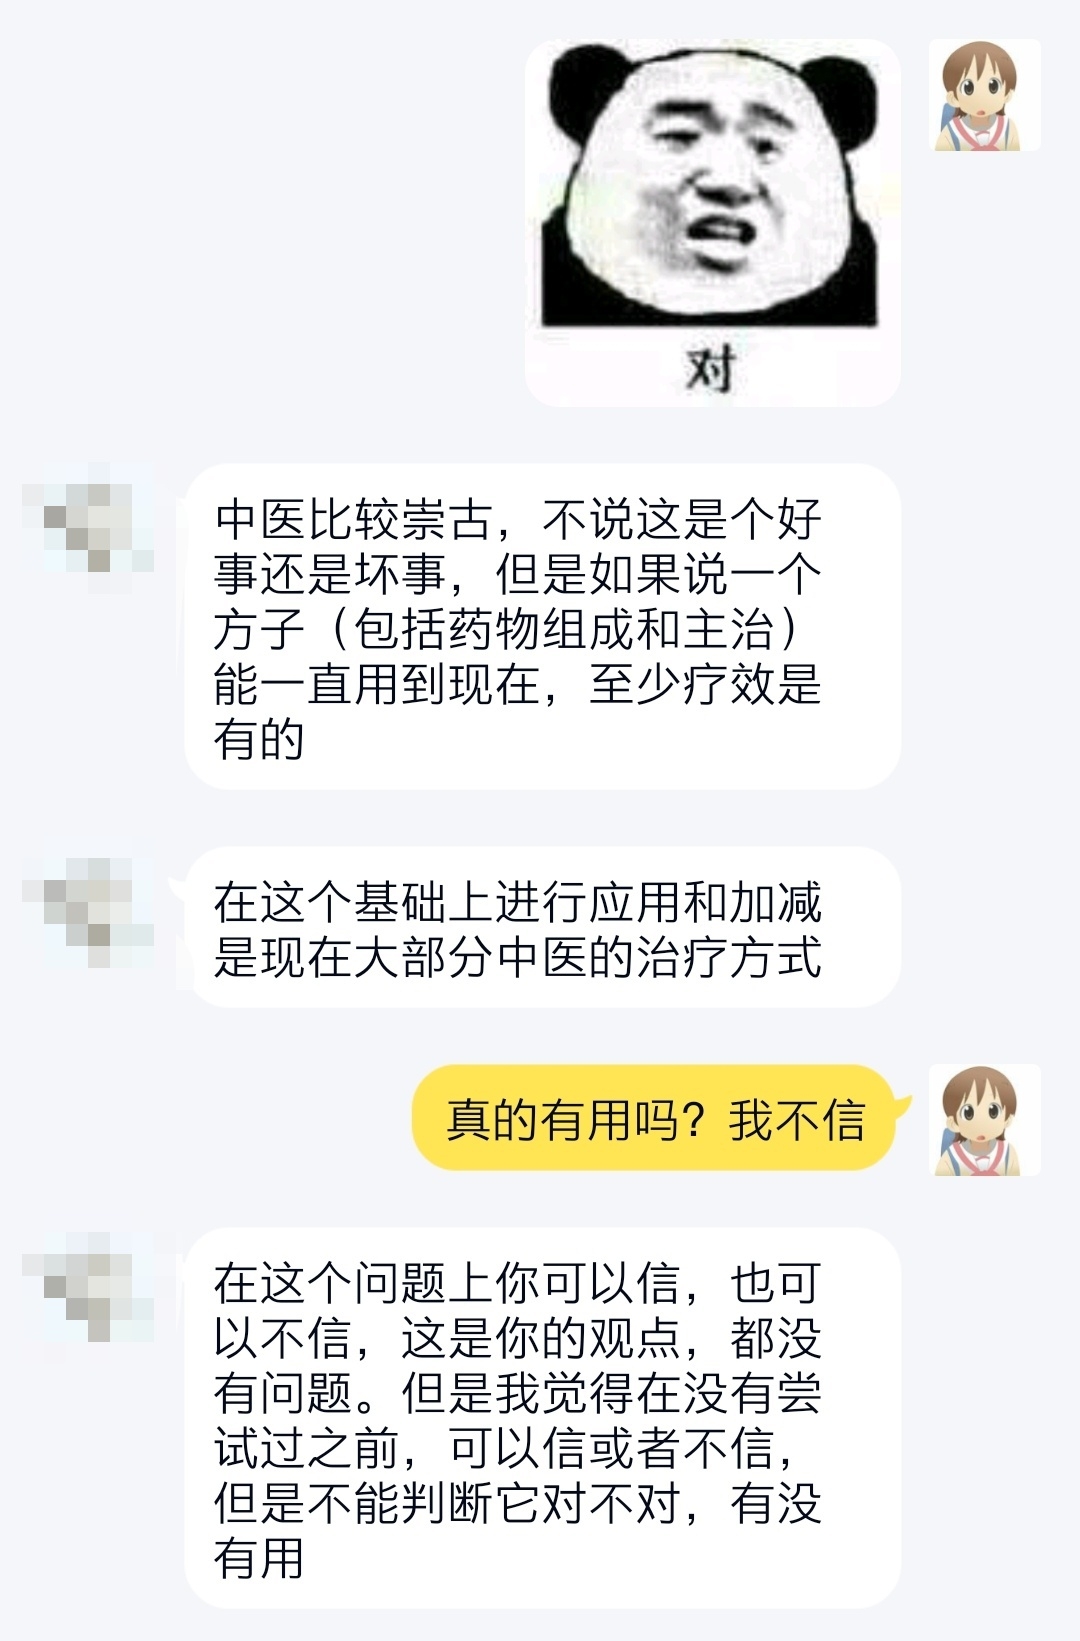 对
中医比较崇古，不说这是个好
事还是坏事，但是如果说一个
方子（包括药物组成和主治）
能一直用到现在，至少疗效是
有的
在这个基础上进行应用和加减
是现在大部分中医的治疗方式
真的有用吗？我不信
在这个问题上你可以信，也可
以不信，这是你的观点，都没
有问题。但是我觉得在没有尝
试过之前，可以信或者不信，
但是不能判断它对不对，有没
有用